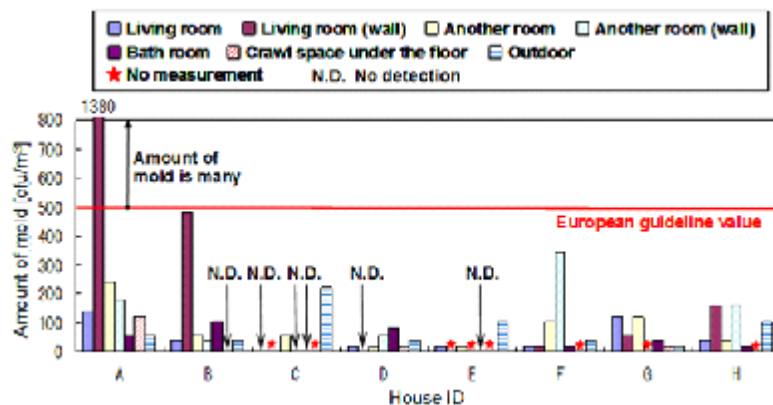 Living room Living room (wall) Another room Another room (wall)
Bath room Crawl space under the floor Outdoor
No measurement N.D. No detection
1380
800
700
600
500
400
300
200
100
0
Amount of mold [cfu/m³]
Amount of
mold is many
European guideline value
N.D. N.D. N.D. N.D. N.D.
A B C D E F G H
House ID